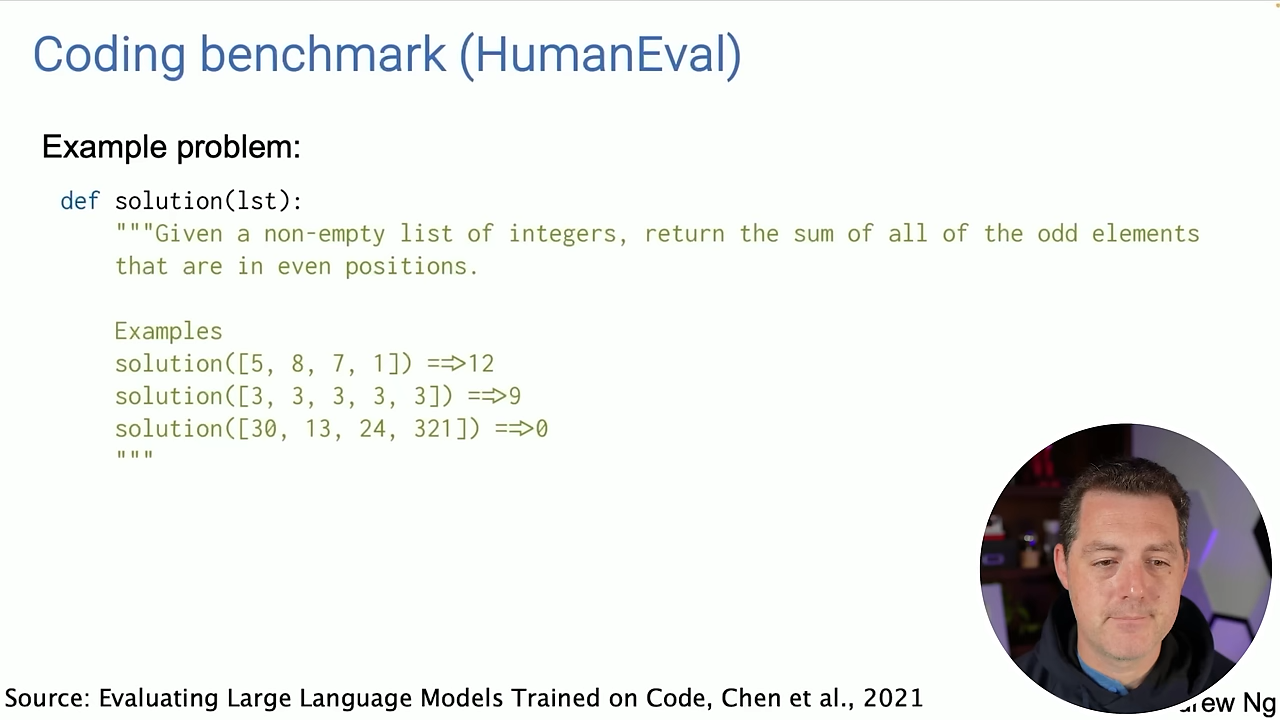 Coding benchmark (HumanEval)
Example problem:
def solution(lst):
"""Given a non-empty list of integers, return the sum of all of the odd elements
that are in even positions.
Examples
solution([5, 8, 7, 1]) ==>12
solution([3, 3, 3, 3, 3]) ==>9
solution([30, 13, 24, 321]) ==>0
"""
Source: Evaluating Large Language Models Trained on Code, Chen et al., 2021
Ng